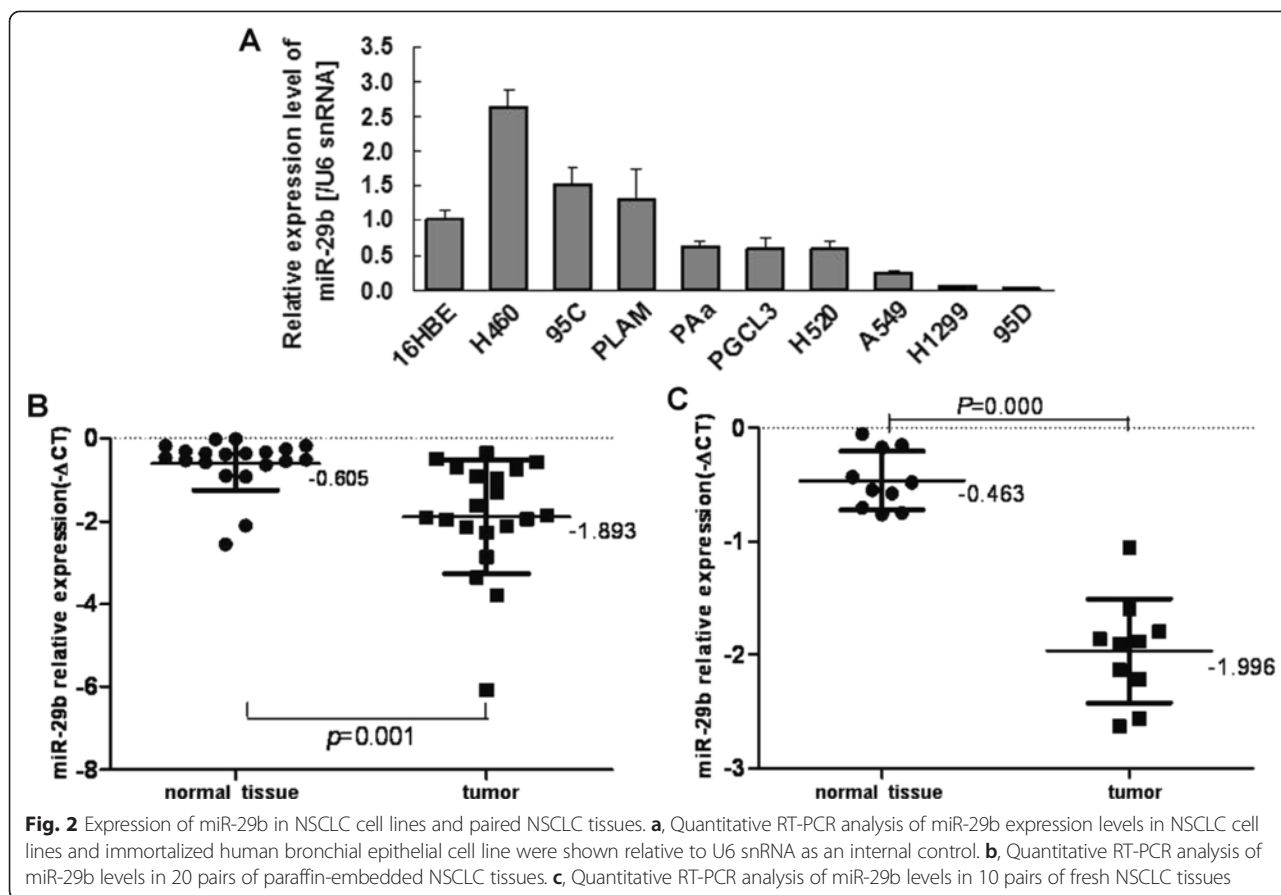 A
Relative expression level of
miR-29b [/U6 snRNA]
3.5
3.0
2.5
2.0
1.5
1.0
0.5
0.0
16HBE
H460
95C
PLAM
PAa
PGCL3
H520
A549
H1299
95D
B
miR-29b relative expression(-ΔCT)
0
-2
-4
-6
-8
-0.605
-1.893
p=0.001
normal tissue
tumor
C
miR-29b relative expression(-ΔCT)
0
-1
-2
-3
P=0.000
-0.463
-1.996
normal tissue
tumor
Fig. 2 Expression of miR-29b in NSCLC cell lines and paired NSCLC tissues. a, Quantitative RT-PCR analysis of miR-29b expression levels in NSCLC cell
lines and immortalized human bronchial epithelial cell line were shown relative to U6 snRNA as an internal control. b, Quantitative RT-PCR analysis of
miR-29b levels in 20 pairs of paraffin-embedded NSCLC tissues. c, Quantitative RT-PCR analysis of miR-29b levels in 10 pairs of fresh NSCLC tissues